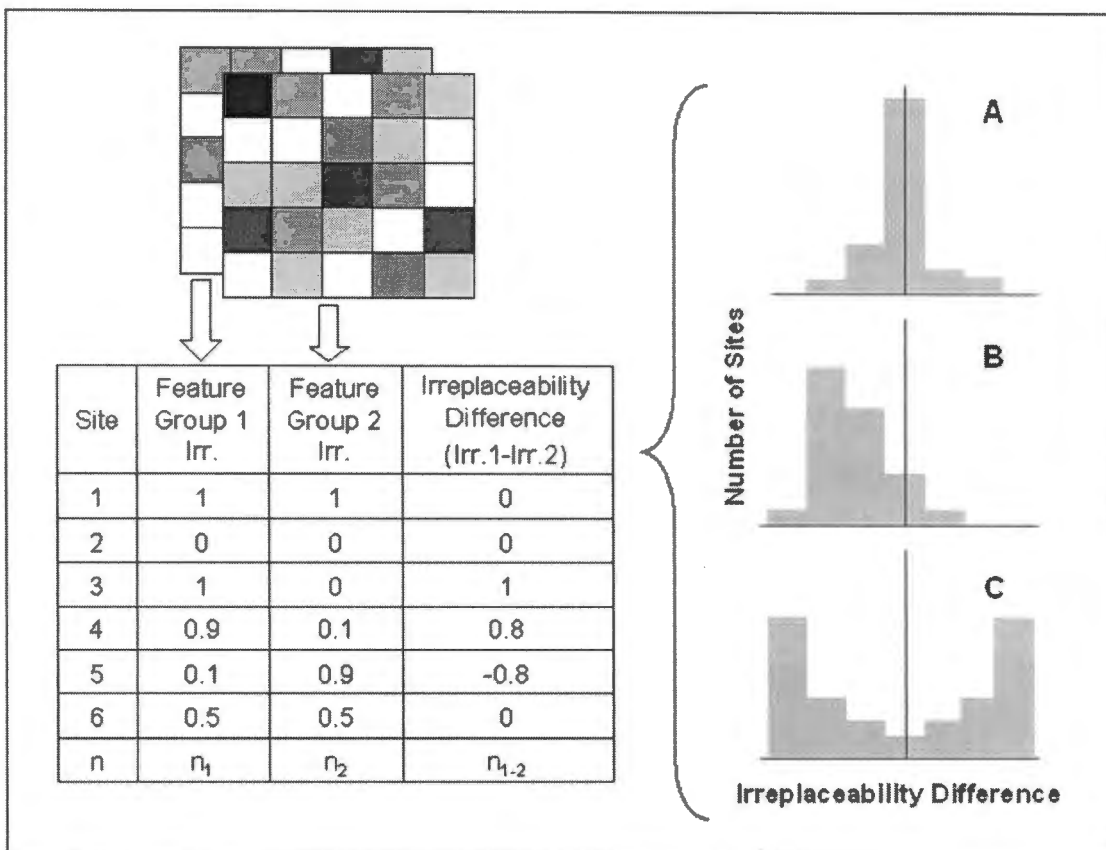 Site
Feature
Group 1
Irr.
Feature
Group 2
Irr.
Irreplaceability
Difference
(Irr.1-Irr.2)
1 1 1 0
2 0 0 0
3 1 0 1
4 0.9 0.1 0.8
5 0.1 0.9 -0.8
6 0.5 0.5 0
n n₁ n₂ n₁₋₂
Number of Sites
A
B
C
Irreplaceability Difference